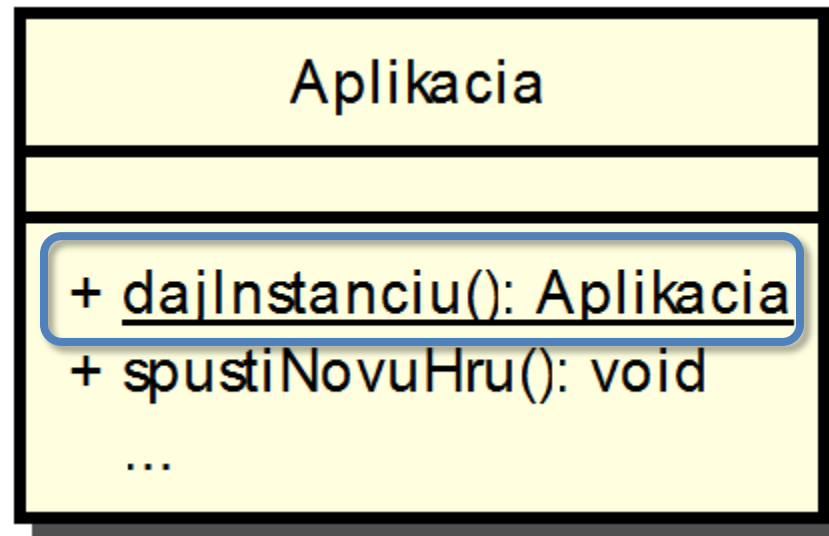 Aplikacia
+ dajInstanciu(): Aplikacia
+ spustiNovuHru(): void
...